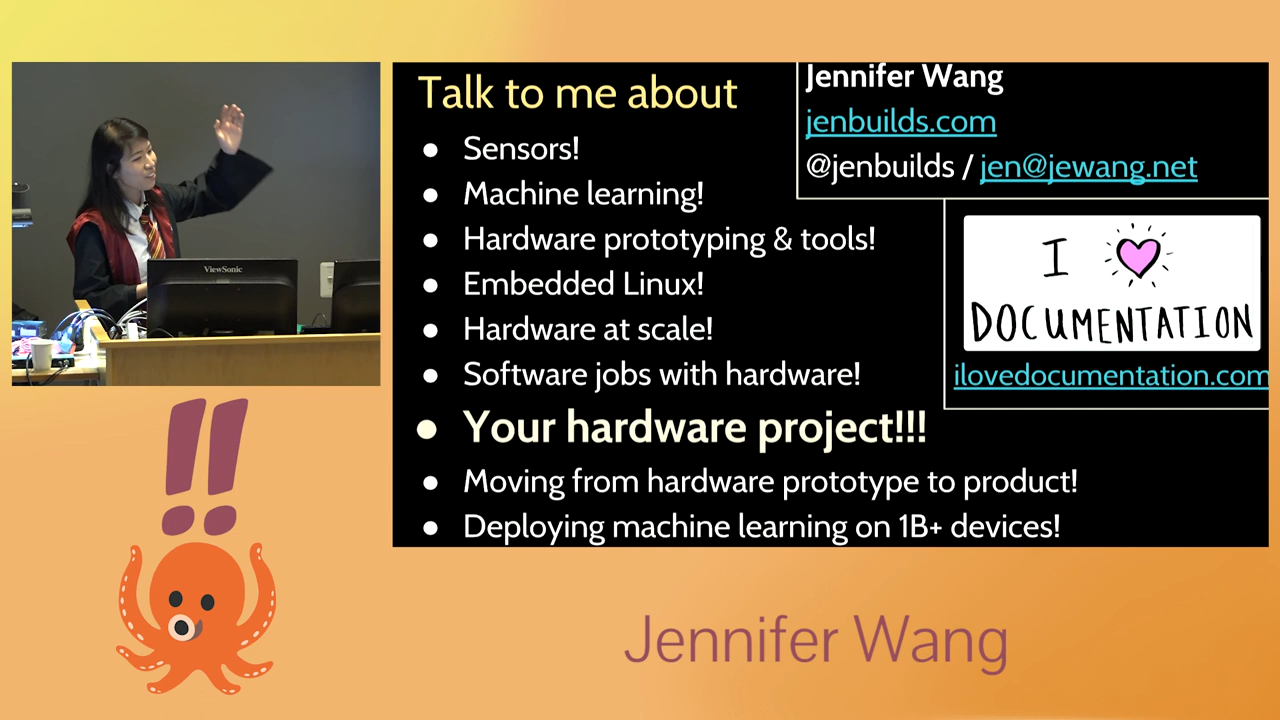 ViewSonic
Talk to me about
● Sensors!
● Machine learning!
● Hardware prototyping & tools!
● Embedded Linux!
● Hardware at scale!
● Software jobs with hardware!
● Your hardware project!!!
● Moving from hardware prototype to product!
● Deploying machine learning on 1B+ devices!
Jennifer Wang
jenbuilds.com
@jenbuilds / jen@jewang.net
I
DOCUMENTATION
ilovedocumentation.com
!!
Jennifer Wang